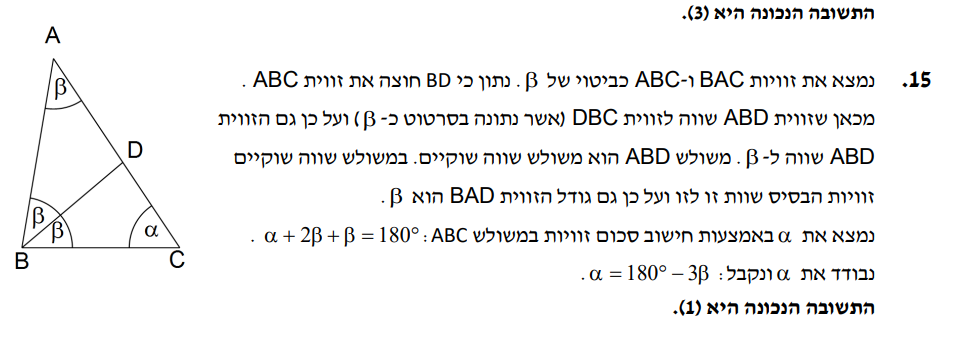 התשובה הנכונה היא (3).
15. נמצא את זוויות BAC ו-ABC כביטוי של β. נתון כי BD חוצה את זווית ABC.
מכאן שזווית ABD שווה לזווית DBC (אשר נתונה בסרטוט כ-β) ועל כן גם הזווית
ABD שווה ל-β. משולש ABD הוא משולש שווה שוקיים. במשולש שווה שוקיים
זוויות הבסיס שוות זו לזו ועל כן גם גודל הזווית BAD הוא β.
נמצא את α באמצעות חישוב סכום זוויות במשולש ABC: α + 2β + β = 180°.
נבודד את α ונקבל: α = 180° − 3β.
התשובה הנכונה היא (1).
A
β
D
β
β
α
B
C